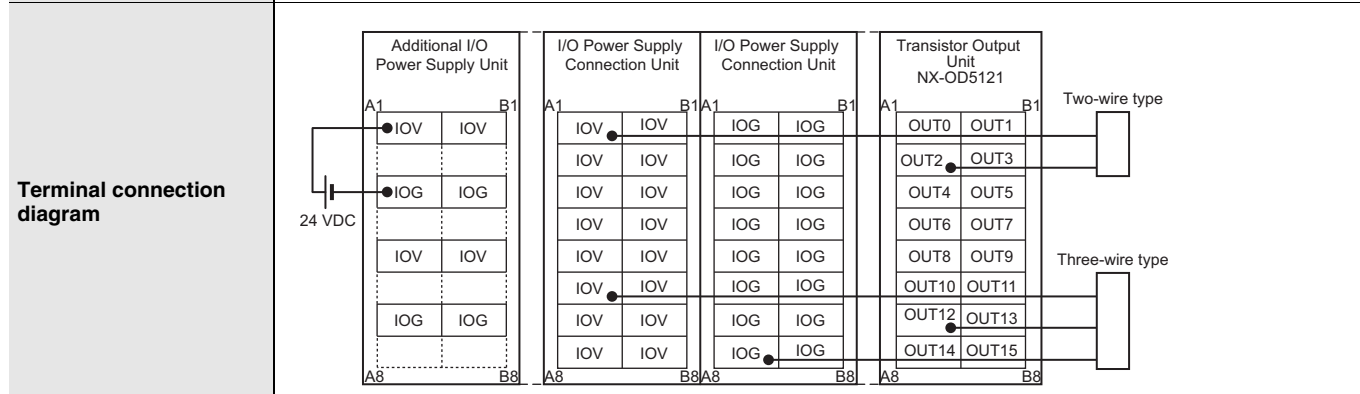 Terminal connection
diagram
24 VDC
Additional I/O
Power Supply Unit
A1 B1
IOV IOV
IOG IOG
IOV IOV
IOG IOG
A8 B8
I/O Power Supply
Connection Unit
A1 B1
IOV IOV
IOV IOV
IOV IOV
IOV IOV
IOV IOV
IOV IOV
IOV IOV
IOV IOV
A8 B8
I/O Power Supply
Connection Unit
A1 B1
IOG IOG
IOG IOG
IOG IOG
IOG IOG
IOG IOG
IOG IOG
IOG IOG
IOG IOG
A8 B8
Transistor Output
Unit
NX-OD5121
A1 B1
OUT0 OUT1
OUT2 OUT3
OUT4 OUT5
OUT6 OUT7
OUT8 OUT9
OUT10 OUT11
OUT12 OUT13
OUT14 OUT15
A8 B8
Two-wire type
Three-wire type